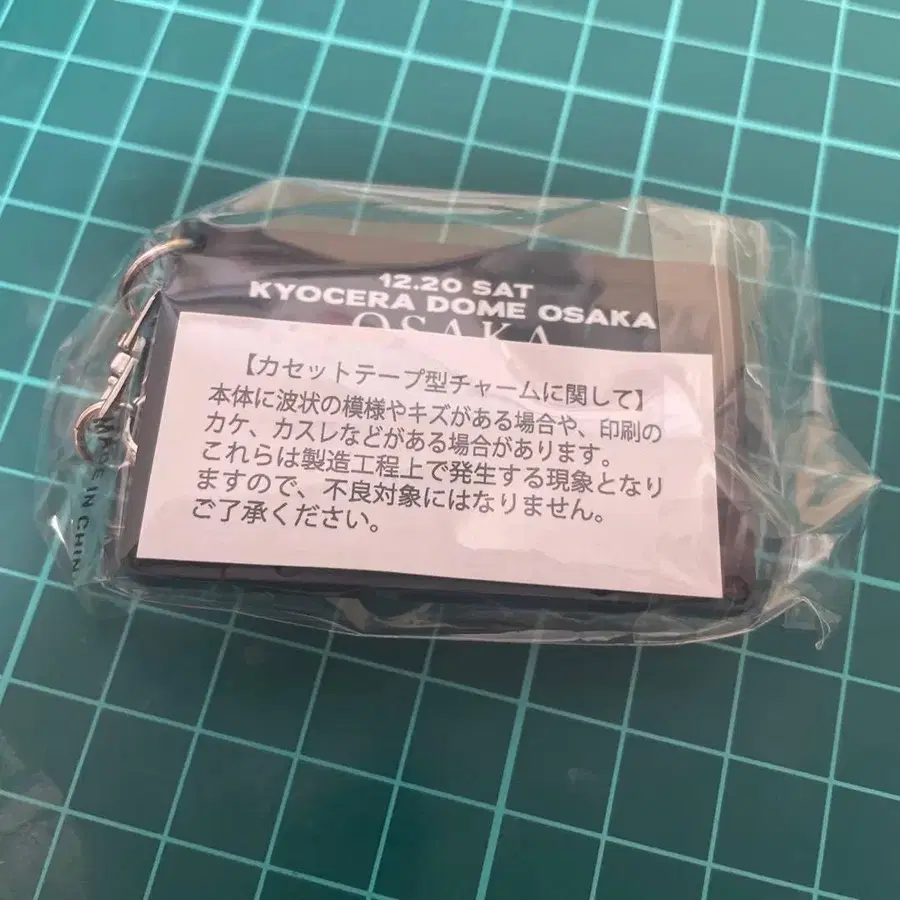 12.20 SAT
KYOCERA DOME OSAKA
OSAKA
【カセットテープ型チャームに関して】
本体に波状の模様やキズがある場合や、印刷の
カケ、カスレなどがある場合があります。
これらは製造工程上で発生する現象となり
ますので、不良対象にはなりません。
ご了承ください。
MADE IN CHIN